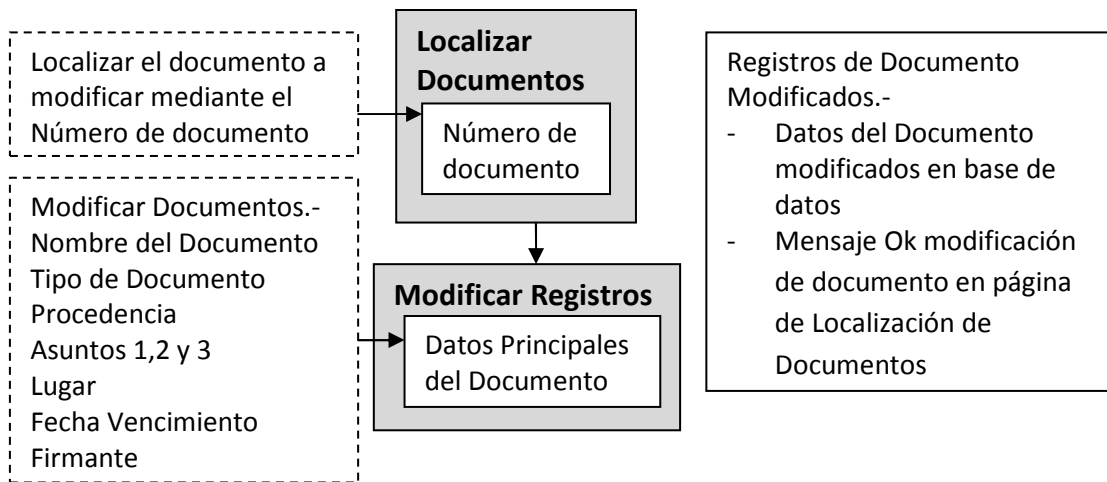 Localizar el documento a
modificar mediante el
Número de documento
Modificar Documentos.-
Nombre del Documento
Tipo de Documento
Procedencia
Asuntos 1,2 y 3
Lugar
Fecha Vencimiento
Firmante
Localizar
Documentos
Número de
documento
Modificar Registros
Datos Principales
del Documento
Registros de Documento
Modificados.-
- Datos del Documento
modificados en base de
datos
- Mensaje Ok modificación
de documento en página
de Localización de
Documentos